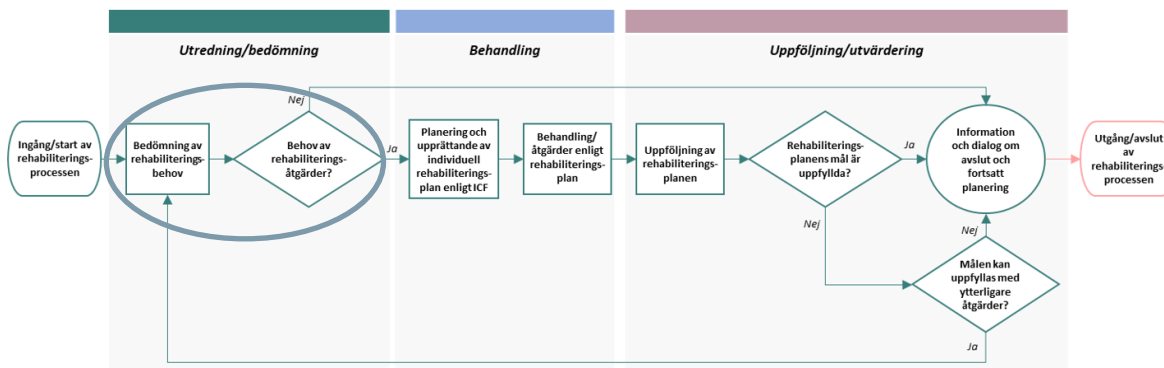 Utredning/bedömning
Behandling
Uppföljning/utvärdering
Ingång/start av
rehabiliterings-
processen
Bedömning av
rehabiliterings-
behov
Nej
Behov av
rehabiliterings-
åtgärder?
Ja
Planering och
upprättande av
individuell
rehabiliterings-
plan enligt ICF
Behandling/
åtgärder enligt
rehabiliterings-
plan
Uppföljning av
rehabiliterings-
planen
Rehabiliterings-
planens mål är
uppfyllda?
Ja
Nej
Information
och dialog om
avslut och
fortsatt
planering
Utgång/avslut
av
rehabiliterings-
processen
Nej
Målen kan
uppfyllas med
ytterligare
åtgärder?
Ja